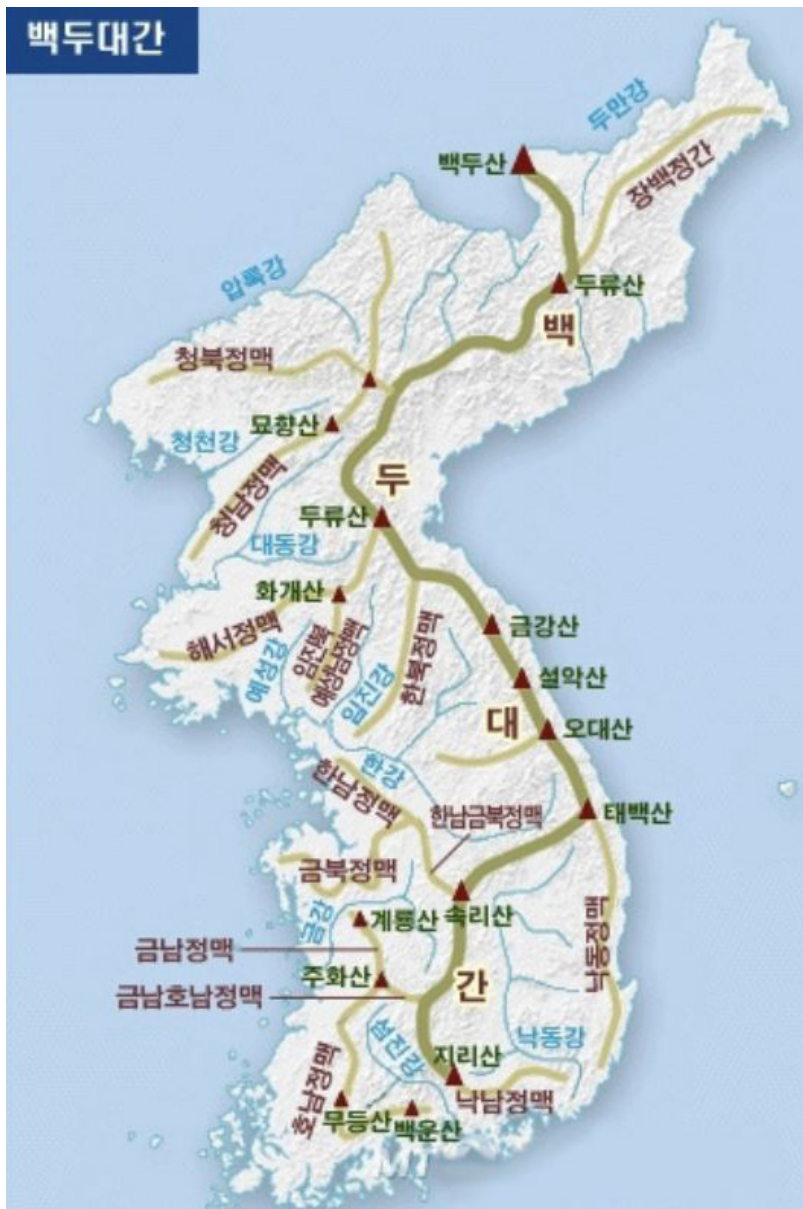 백두대간
두만강
백두산
장백정간
두류산
압록강
백
청북정맥
묘향산
청천강
두
청남정맥
두류산
대동강
화개산
해서정맥
금강산
예성강
임진북
예성남정맥
임진강
한북정맥
설악산
대
오대산
한강
한남정맥
한남금북정맥
태백산
금북정맥
속리산
계룡산
금강
낙동정맥
금남정맥
주화산
간
금남호남정맥
섬진강
낙동강
지리산
호남정맥
낙남정맥
무등산
백운산